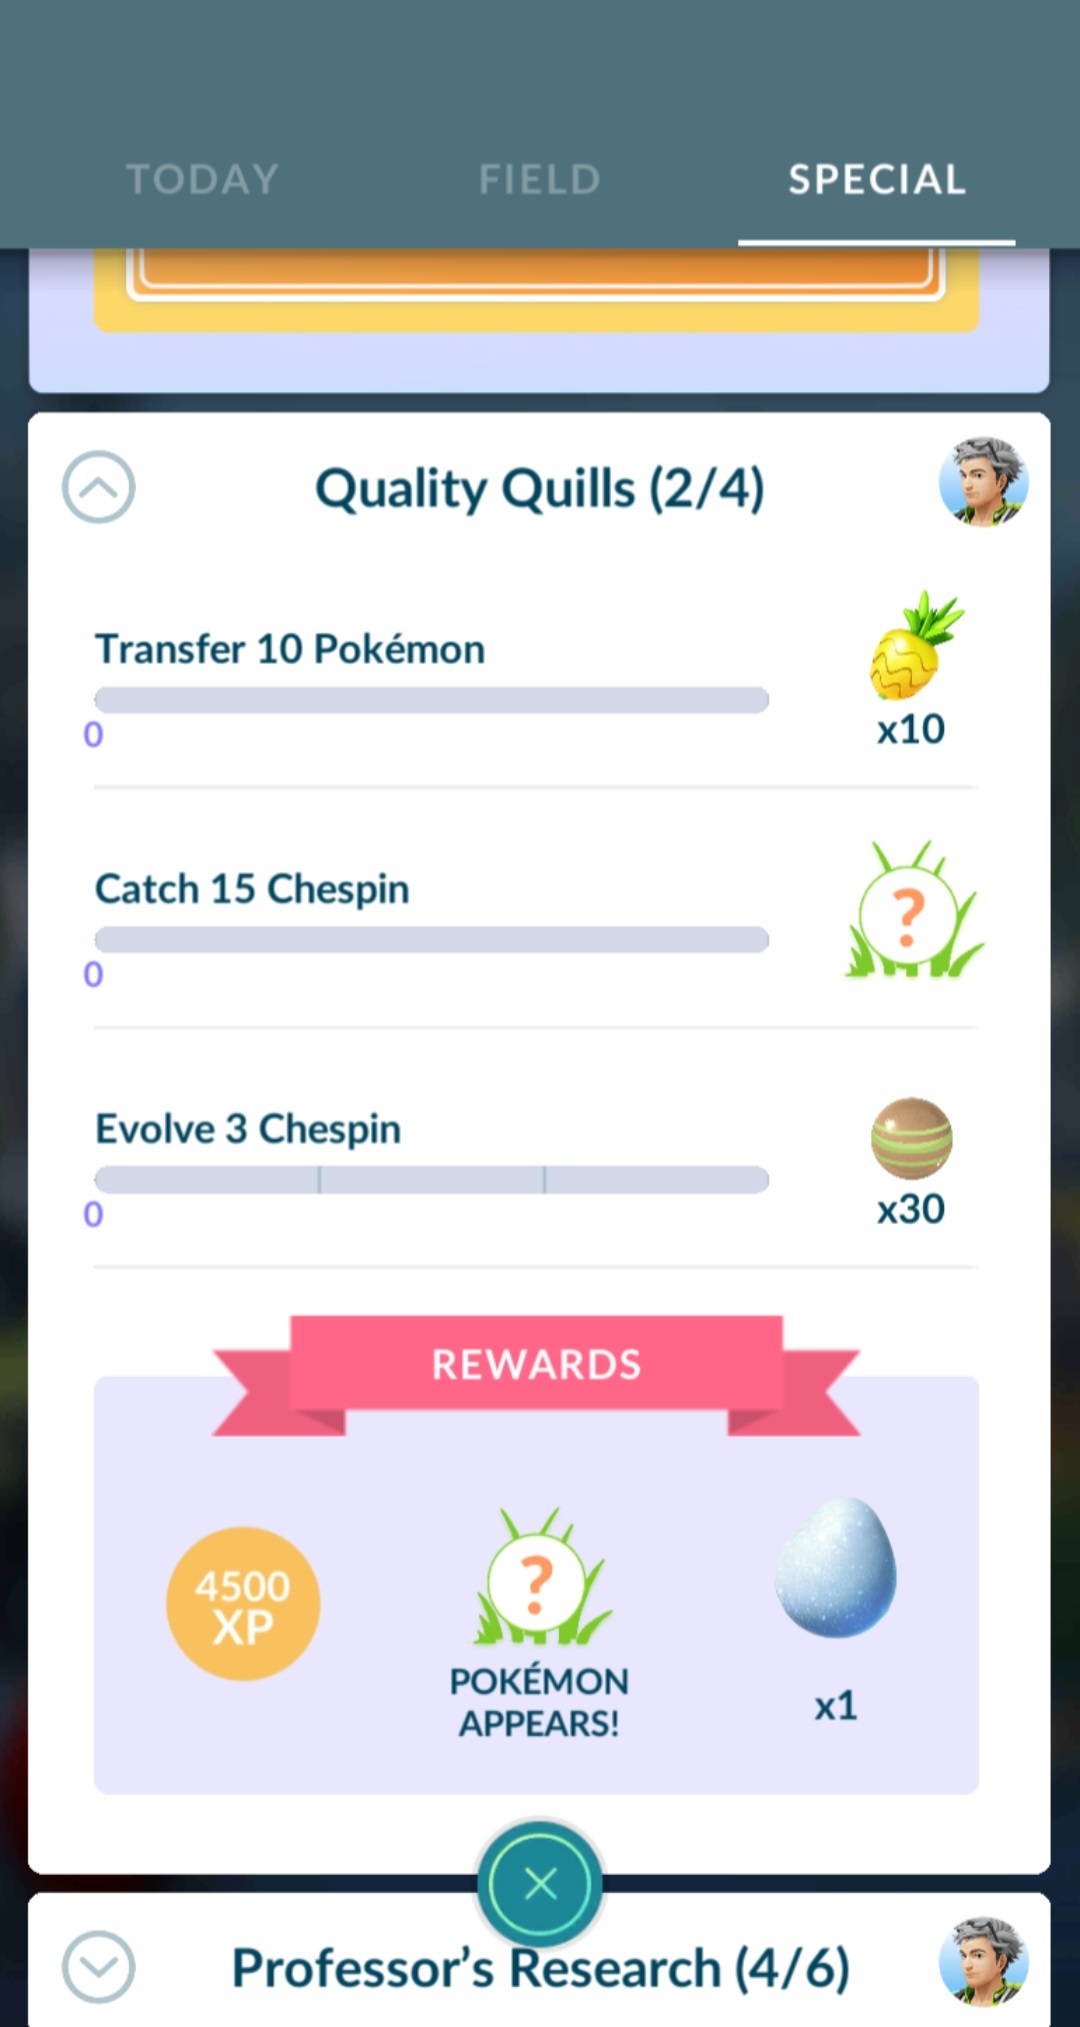 TODAY
FIELD
SPECIAL
Quality Quills (2/4)
Transfer 10 Pokémon
0
x10
Catch 15 Chespin
0
?
Evolve 3 Chespin
0
x30
REWARDS
4500
XP
?
POKÉMON
APPEARS!
x1
Professor's Research (4/6)